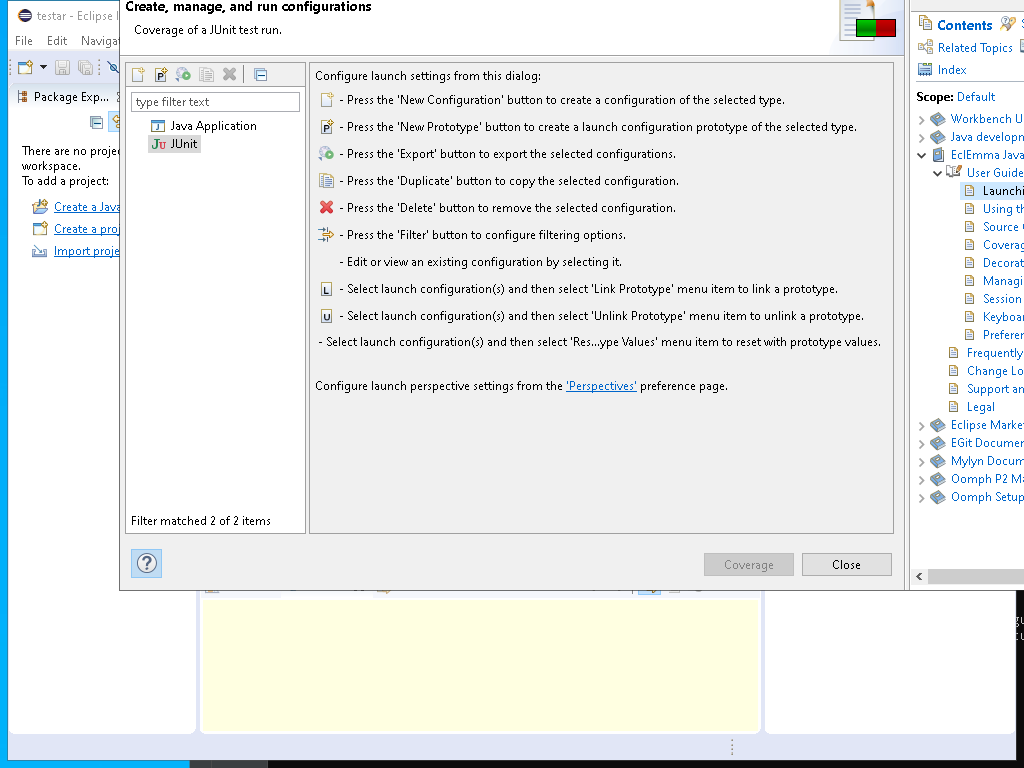 testar - Eclipse I
File Edit Navigat
Package Exp...
There are no projec
workspace.
To add a project:
Create a Java
Create a proj
Import proje
Create, manage, and run configurations
Coverage of a JUnit test run.
type filter text
Java Application
JUnit
Filter matched 2 of 2 items
Configure launch settings from this dialog:
- Press the 'New Configuration' button to create a configuration of the selected type.
- Press the 'New Prototype' button to create a launch configuration prototype of the selected type.
- Press the 'Export' button to export the selected configurations.
- Press the 'Duplicate' button to copy the selected configuration.
- Press the 'Delete' button to remove the selected configuration.
- Press the 'Filter' button to configure filtering options.
- Edit or view an existing configuration by selecting it.
- Select launch configuration(s) and then select 'Link Prototype' menu item to link a prototype.
- Select launch configuration(s) and then select 'Unlink Prototype' menu item to unlink a prototype.
- Select launch configuration(s) and then select 'Res...ype Values' menu item to reset with prototype values.
Configure launch perspective settings from the 'Perspectives' preference page.
Coverage
Close
Contents
Related Topics
Index
Scope: Default
Workbench U
Java developm
EclEmma Java
User Guide
Launchi
Using th
Source
Coverag
Decorat
Managi
Session
Keyboar
Preferen
Frequently
Change Lo
Support an
Legal
Eclipse Marke
EGit Documen
Mylyn Docum
Oomph P2 Ma
Oomph Setup